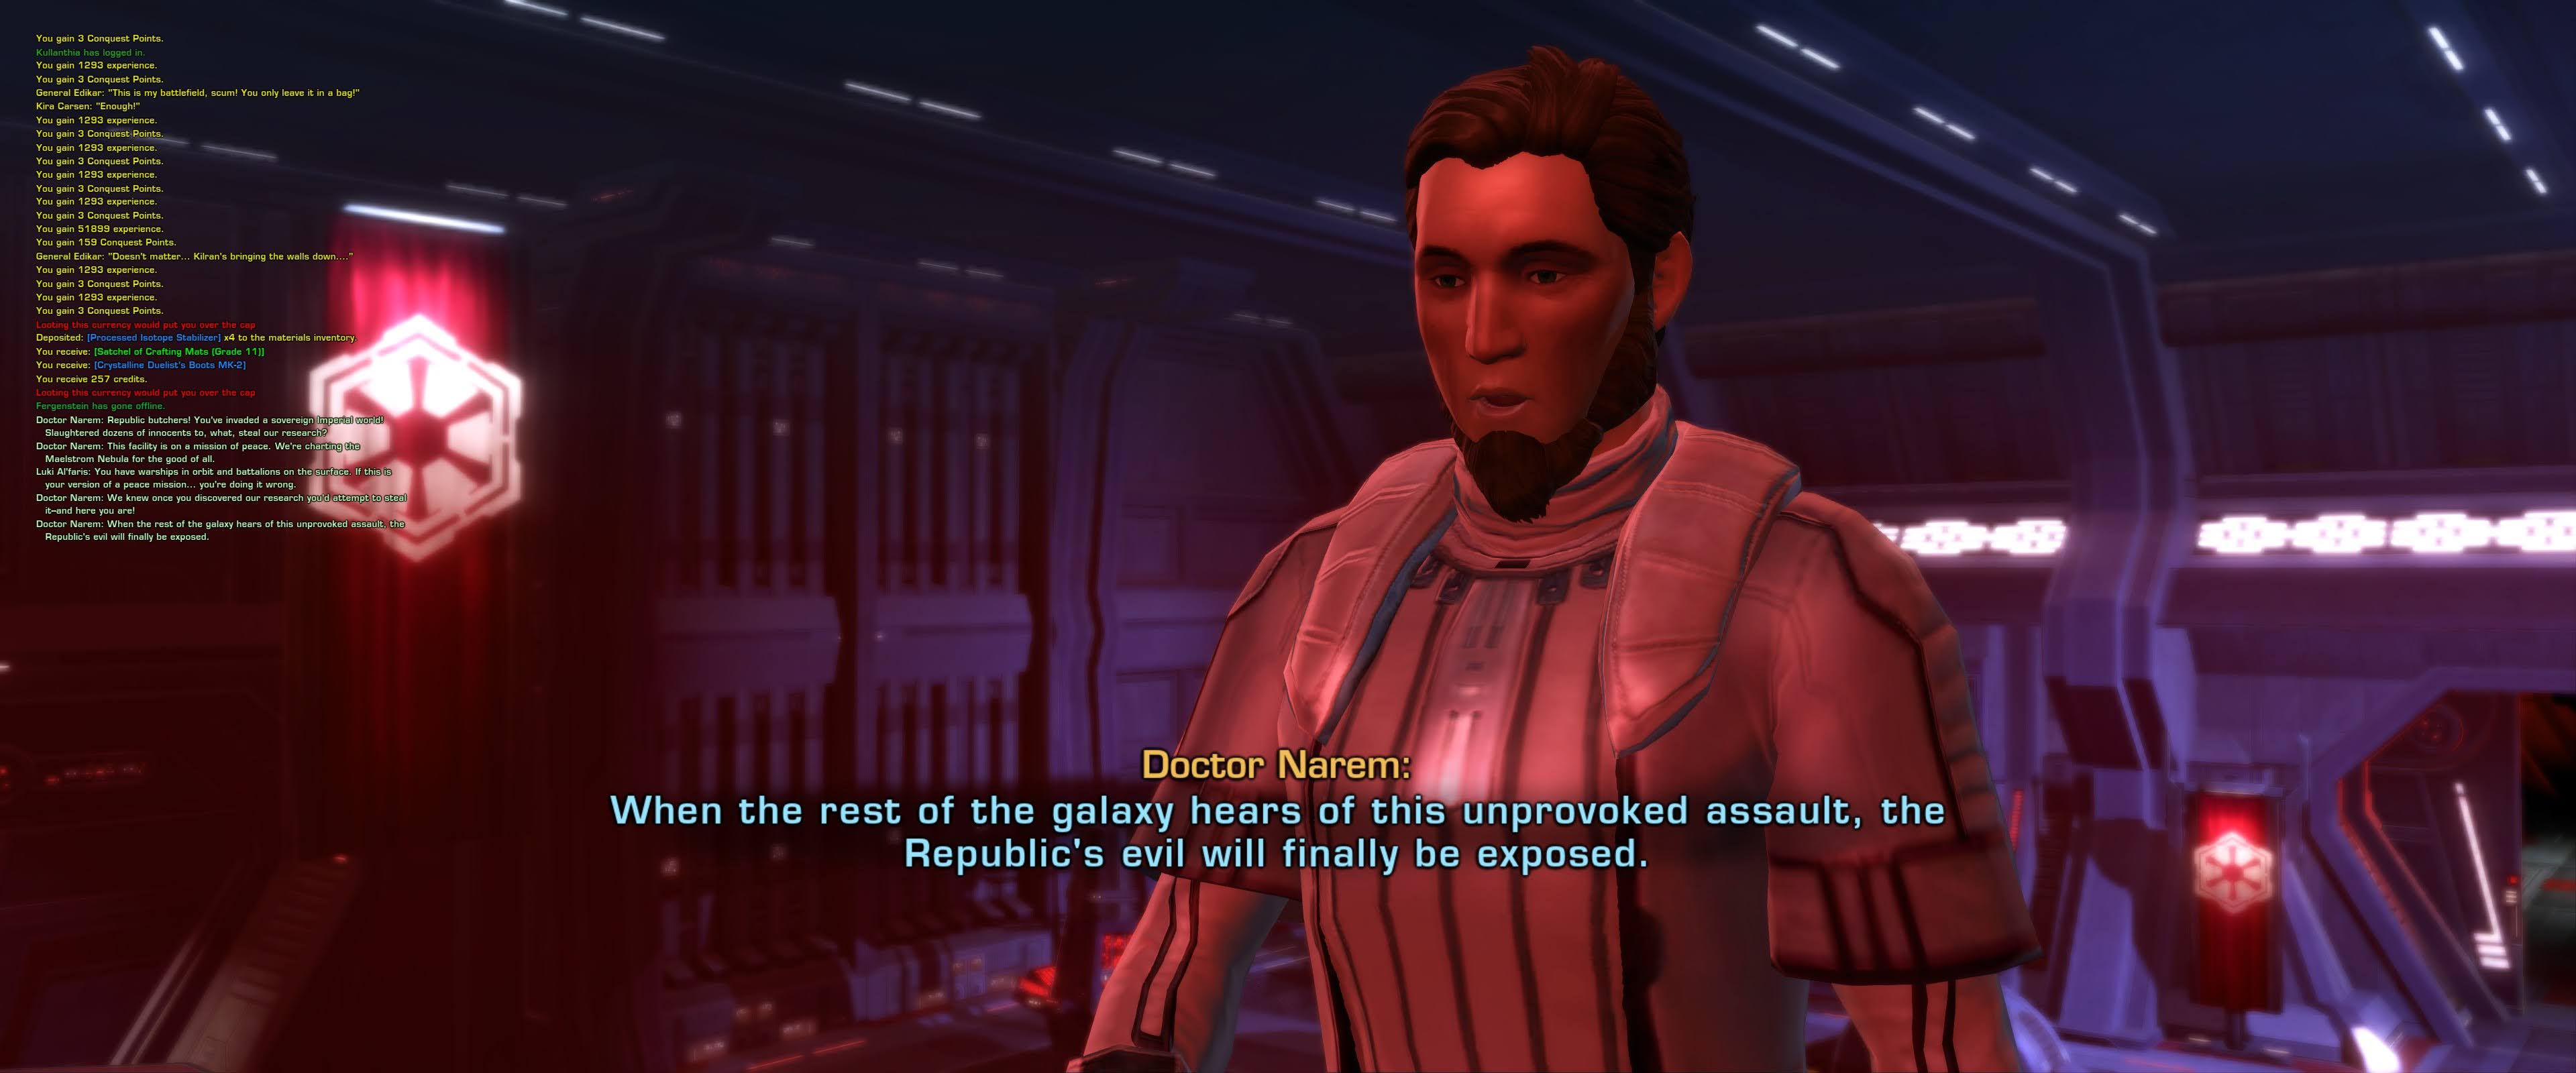 You gain 3 Conquest Points.
Kullanthia has logged in.
You gain 1293 experience.
You gain 3 Conquest Points.
General Edikar: "This is my battlefield, scum! You only leave it in a bag!"
Kira Carsen: "Enough!"
You gain 1293 experience.
You gain 3 Conquest Points.
You gain 1293 experience.
You gain 3 Conquest Points.
You gain 1293 experience.
You gain 3 Conquest Points.
You gain 1293 experience.
You gain 3 Conquest Points.
You gain 51899 experience.
You gain 159 Conquest Points.
General Edikar: "Doesn't matter... Kilran's bringing the walls down...."
You gain 1293 experience.
You gain 3 Conquest Points.
You gain 1293 experience.
You gain 3 Conquest Points.
Looting this currency would put you over the cap
Deposited: [Processed Isotope Stabilizer] x4 to the materials inventory.
You receive: [Satchel of Crafting Mats (Grade 11)]
You receive: [Crystalline Duelist's Boots MK-2]
You receive 257 credits.
Looting this currency would put you over the cap
Fergenstein has gone offline.
Doctor Narem: Republic butchers! You've invaded a sovereign Imperial world!
Slaughtered dozens of innocents to, what, steal our research?
Doctor Narem: This facility is on a mission of peace. We're charting the
Maelstrom Nebula for the good of all.
Luki Al'faris: You have warships in orbit and battalions on the surface. If this is
your version of a peace mission... you're doing it wrong.
Doctor Narem: We knew once you discovered our research you'd attempt to steal
it–and here you are!
Doctor Narem: When the rest of the galaxy hears of this unprovoked assault, the
Republic's evil will finally be exposed.
Doctor Narem:
When the rest of the galaxy hears of this unprovoked assault, the
Republic's evil will finally be exposed.